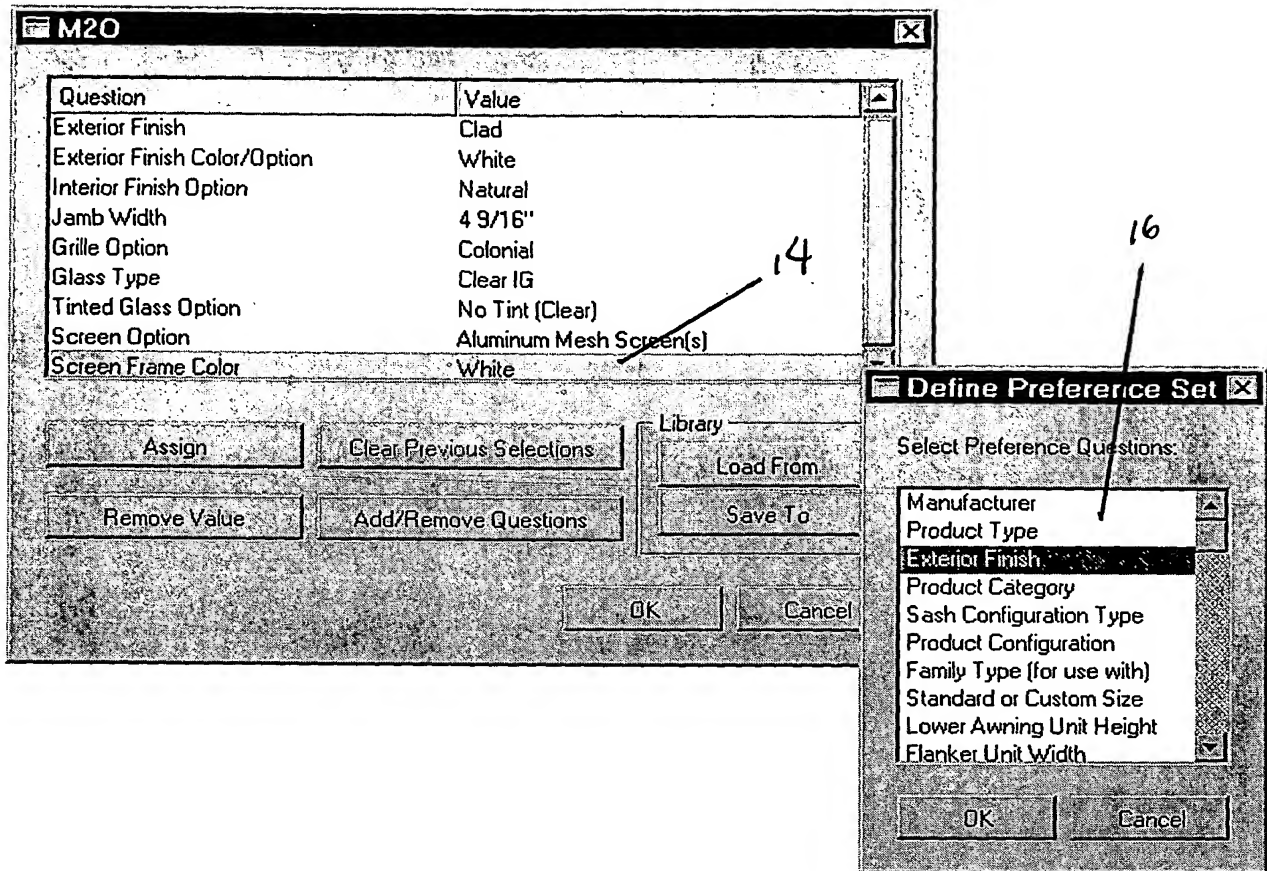 M2O
Question Value
Exterior Finish Clad
Exterior Finish Color/Option White
Interior Finish Option Natural
Jamb Width 4 9/16"
Grille Option Colonial
Glass Type Clear IG
Tinted Glass Option No Tint (Clear)
Screen Option Aluminum Mesh Screen(s)
Screen Frame Color White
14
Assign Clear Previous Selections
Remove Value Add/Remove Questions
Library
Load From
Save To
OK Cancel
16
Define Preference Set
Select Preference Questions:
Manufacturer
Product Type
Exterior Finish
Product Category
Sash Configuration Type
Product Configuration
Family Type (for use with)
Standard or Custom Size
Lower Awning Unit Height
Flanker Unit Width
OK Cancel